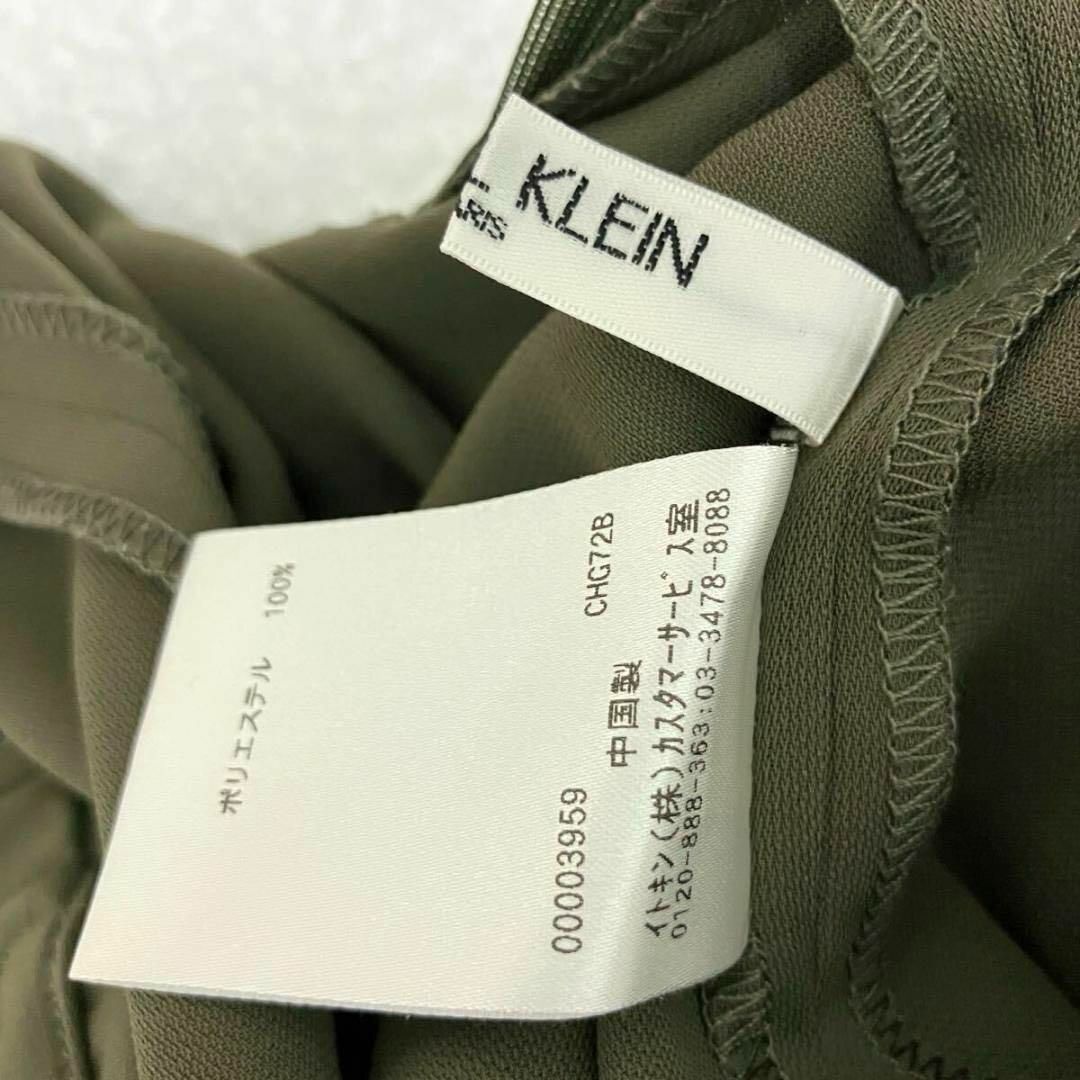 KLEIN
ARIS
ポリエステル 100%
00003959 CHG72B
中国製
イトキン(株)カスタマーサービス室
0120-888-363:03-3478-8088